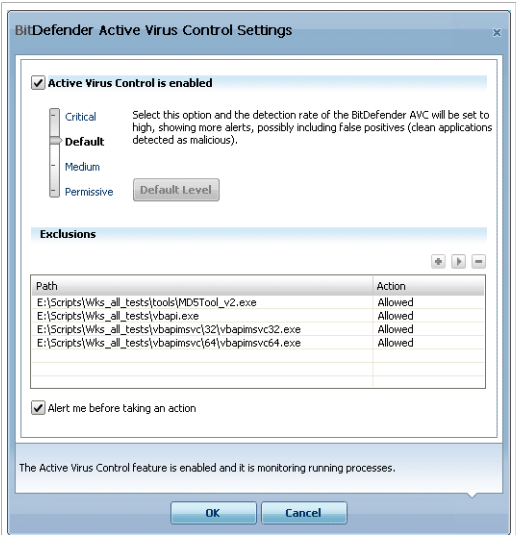 BitDefender Active Virus Control Settings
Active Virus Control is enabled
Critical
Default
Medium
Permissive
Select this option and the detection rate of the BitDefender AVC will be set to
high, showing more alerts, possibly including false positives (clean applications
detected as malicious).
Default Level
Exclusions
Path Action
E:\Scripts\Wks_all_tests\tools\MD5Tool_v2.exe Allowed
E:\Scripts\Wks_all_tests\vbapi.exe Allowed
E:\Scripts\Wks_all_tests\vbapimsvc\32\vbapimsvc32.exe Allowed
E:\Scripts\Wks_all_tests\vbapimsvc\64\vbapimsvc64.exe Allowed
Alert me before taking an action
The Active Virus Control feature is enabled and it is monitoring running processes.
OK Cancel